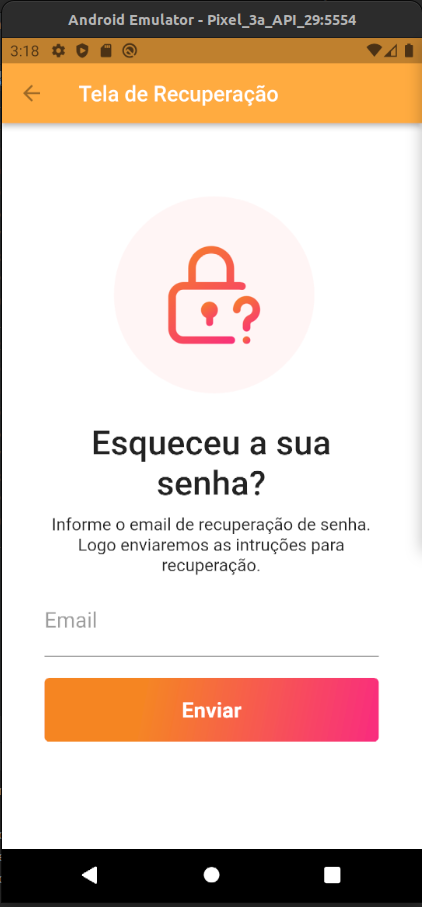 Android Emulator - Pixel_3a_API_29:5554
3:18
Tela de Recuperação
?
Esqueceu a sua
senha?
Informe o email de recuperação de senha.
Logo enviaremos as intruções para
recuperação.
Email
Enviar